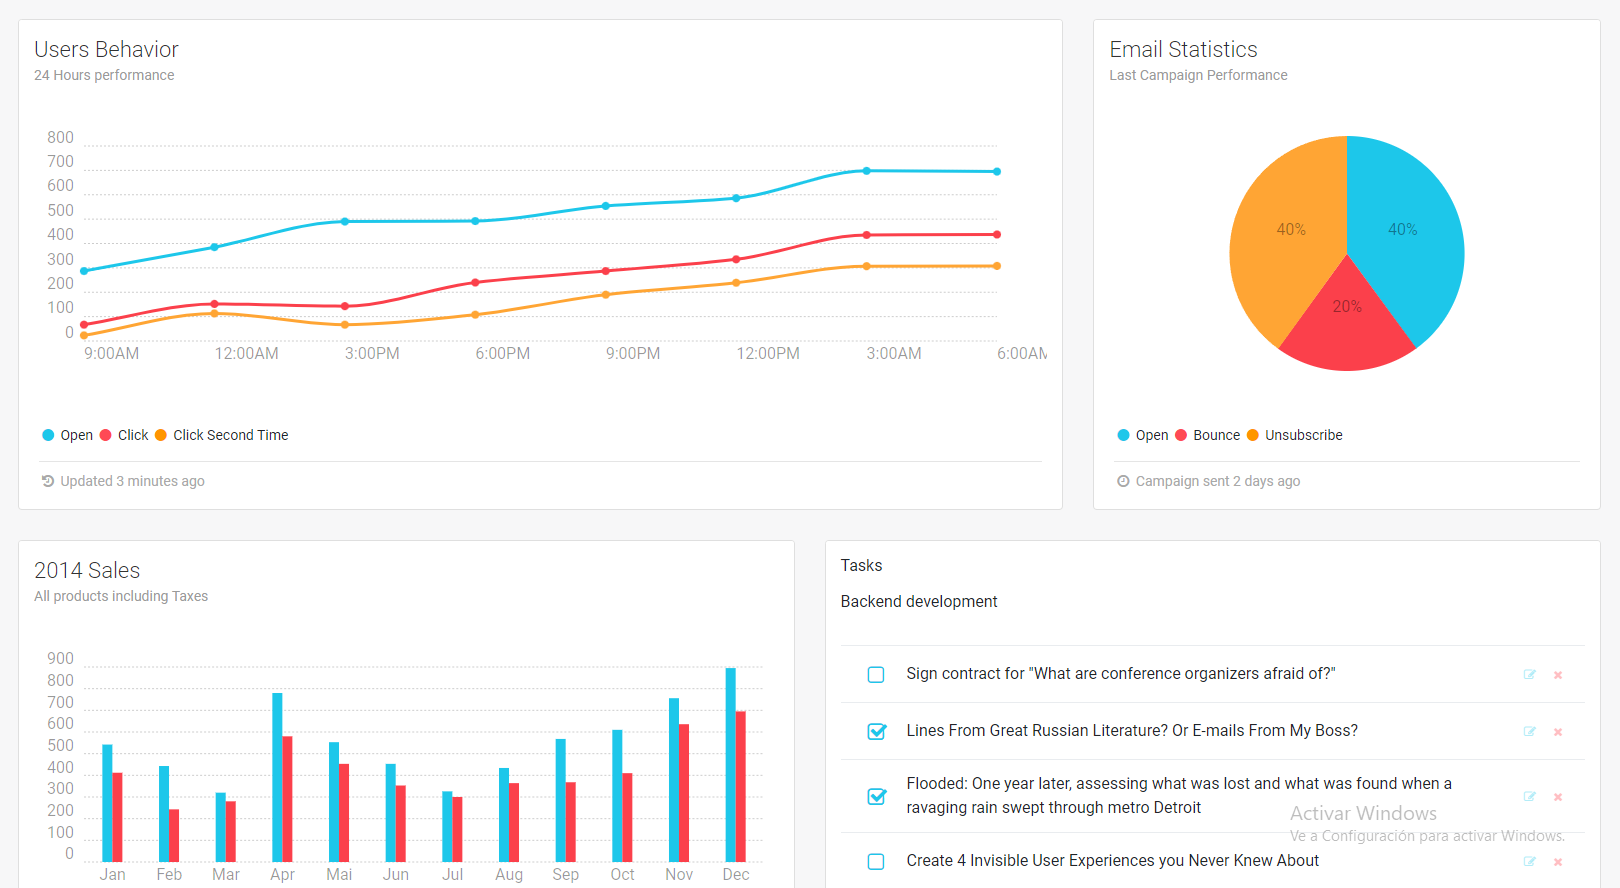 Users Behavior
24 Hours performance
800
700
600
500
400
300
200
100
0
9:00AM 12:00AM 3:00PM 6:00PM 9:00PM 12:00PM 3:00AM 6:00AM
Open Click Click Second Time
Updated 3 minutes ago
Email Statistics
Last Campaign Performance
40% 40%
20%
Open Bounce Unsubscribe
Campaign sent 2 days ago
2014 Sales
All products including Taxes
900
800
700
600
500
400
300
200
100
0
Jan Feb Mar Apr Mai Jun Jul Aug Sep Oct Nov Dec
Tasks
Backend development
Sign contract for "What are conference organizers afraid of?"
Lines From Great Russian Literature? Or E-mails From My Boss?
Flooded: One year later, assessing what was lost and what was found when a
ravaging rain swept through metro Detroit
Create 4 Invisible User Experiences you Never Knew About
Activar Windows
Ve a Configuración para activar Windows.